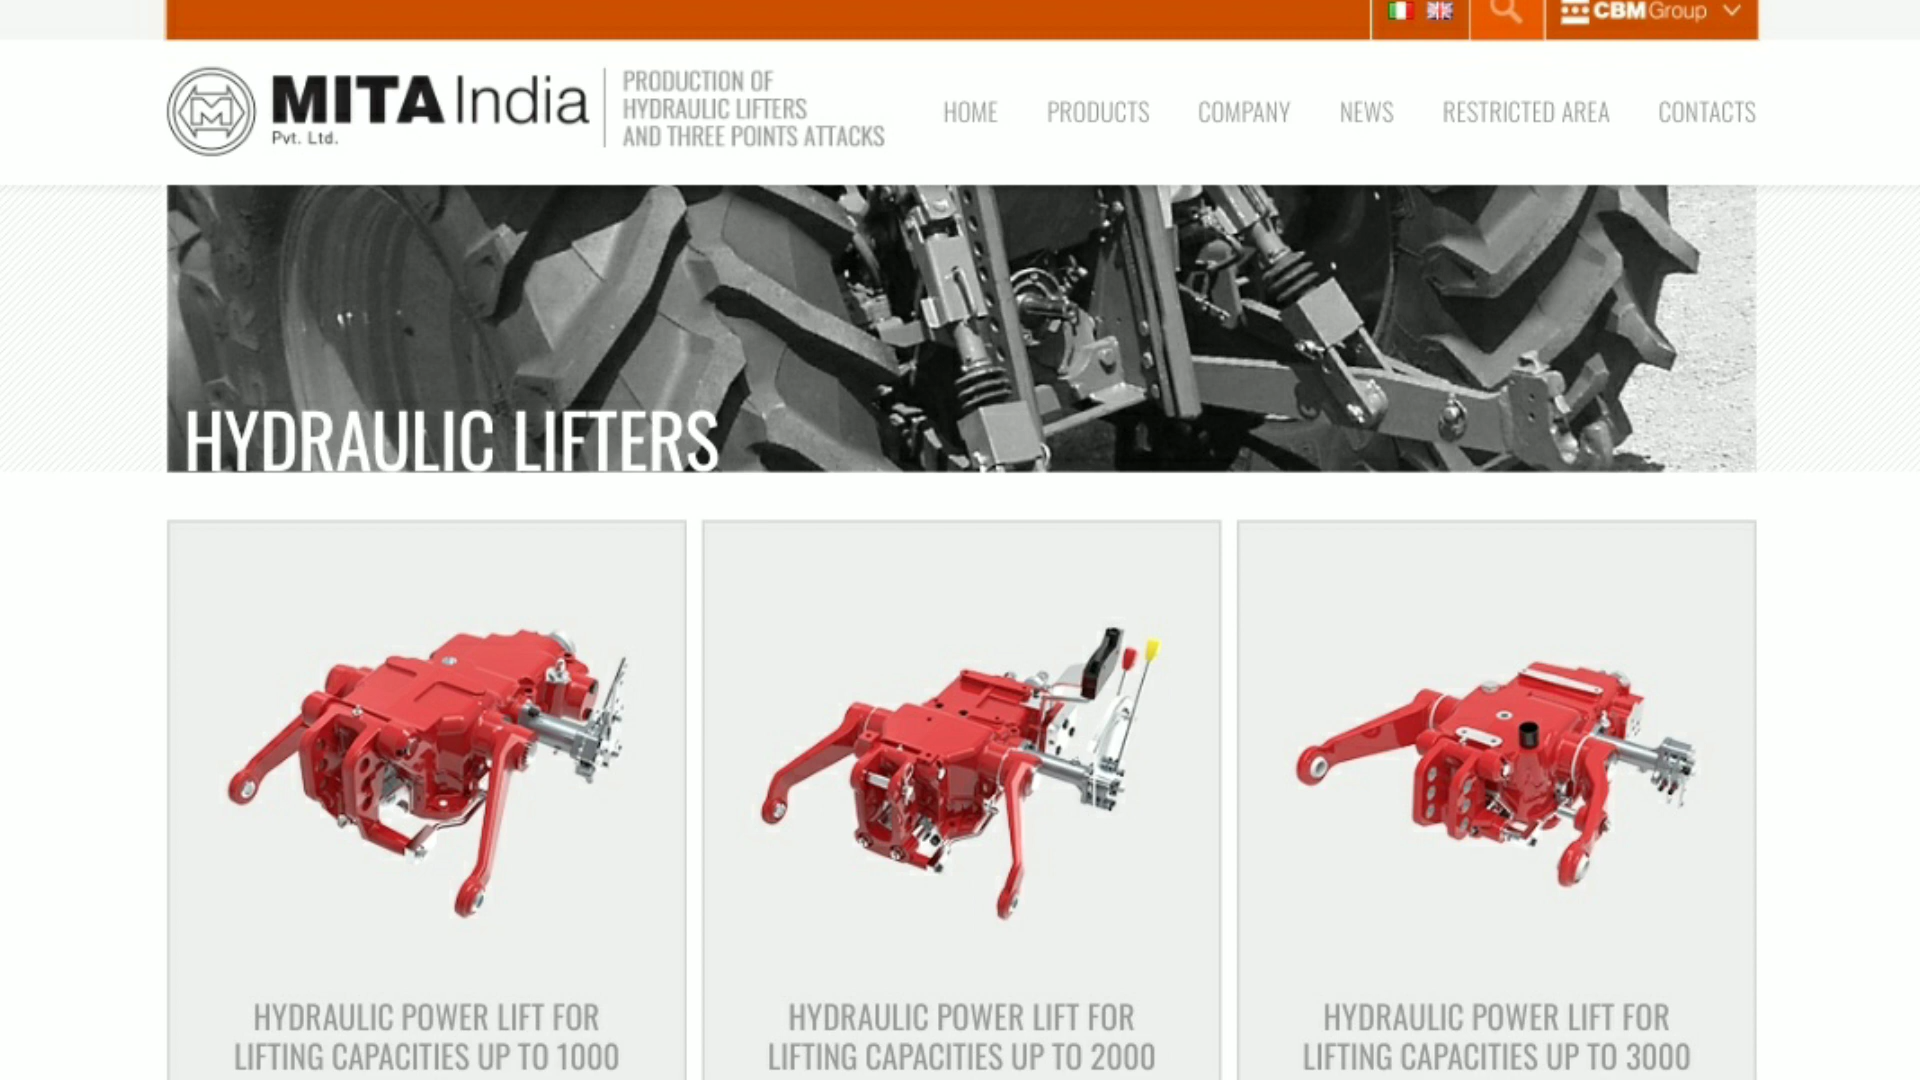 CBM Group
MITA India
Pvt. Ltd.
PRODUCTION OF
HYDRAULIC LIFTERS
AND THREE POINTS ATTACKS
HOME PRODUCTS COMPANY NEWS RESTRICTED AREA CONTACTS
HYDRAULIC LIFTERS
HYDRAULIC POWER LIFT FOR
LIFTING CAPACITIES UP TO 1000
HYDRAULIC POWER LIFT FOR
LIFTING CAPACITIES UP TO 2000
HYDRAULIC POWER LIFT FOR
LIFTING CAPACITIES UP TO 3000